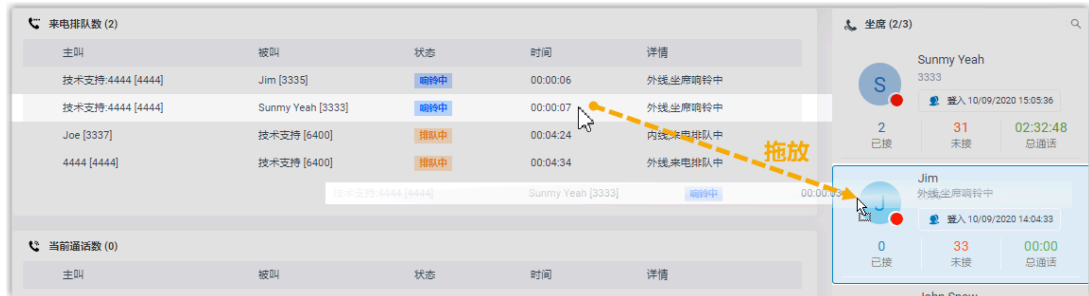 来电排队数 (2)
主叫 被叫 状态 时间 详情
技术支持:4444 [4444] Jim [3335] 响铃中 00:00:06 外线,坐席响铃中
技术支持:4444 [4444] Sunmy Yeah [3333] 响铃中 00:00:07 外线,坐席响铃中
Joe [3337] 技术支持 [6400] 排队中 00:04:24 内线,来电排队中
4444 [4444] 技术支持 [6400] 排队中 00:04:34 外线,来电排队中
技术支持:4444 [4444] Sunmy Yeah [3333] 响铃中 00:00:03
拖放
当前通话数 (0)
主叫 被叫 状态 时间 详情
坐席 (2/3)
S
Sunmy Yeah
3333
登入 10/09/2020 15:05:36
2 31 02:32:48
已接 未接 总通话
J
Jim
外线,坐席响铃中
登入 10/09/2020 14:04:33
0 33 00:00
已接 未接 总通话
John Snow